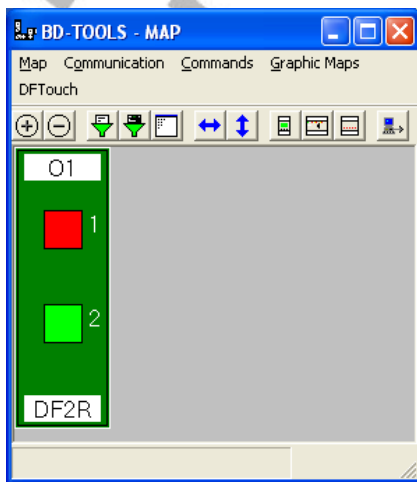 BD-TOOLS - MAP
Map Communication Commands Graphic Maps
DFTouch
O1
1
2
DF2R